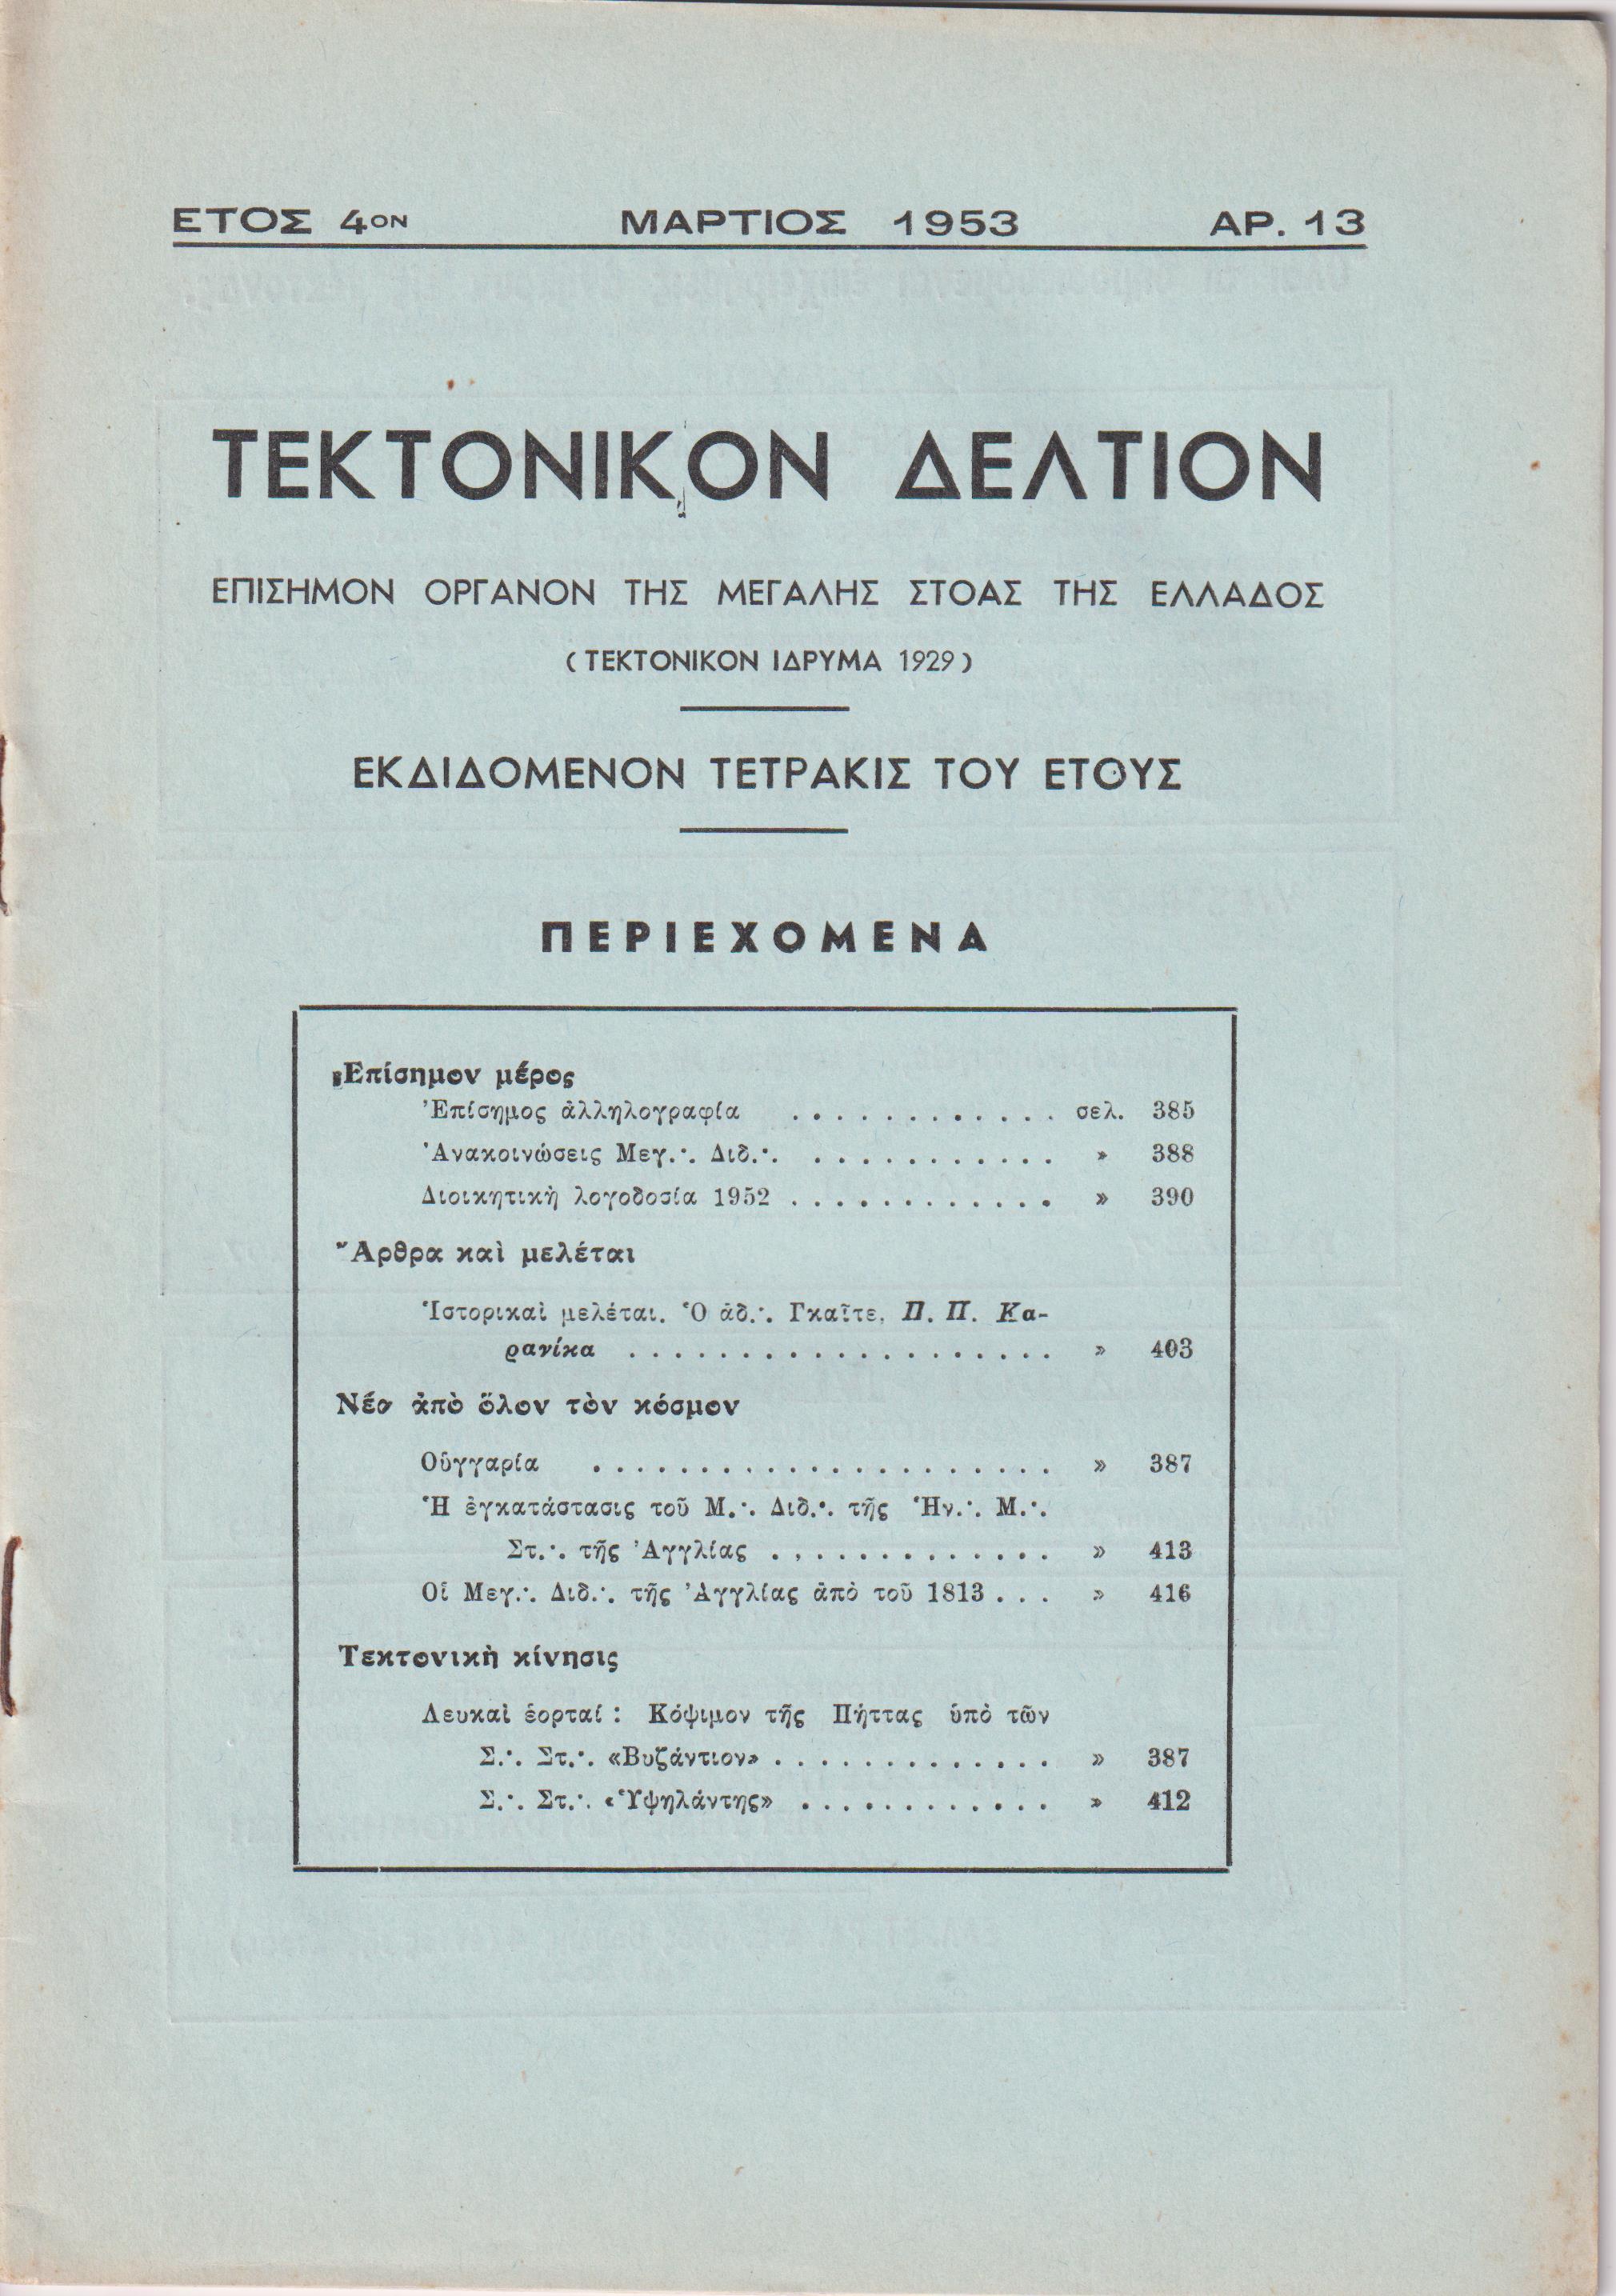 ΕΤΟΣ 4ΟΝ ΜΑΡΤΙΟΣ 1953 ΑΡ. 13
ΤΕΚΤΟΝΙΚΟΝ ΔΕΛΤΙΟΝ
ΕΠΙΣΗΜΟΝ ΟΡΓΑΝΟΝ ΤΗΣ ΜΕΓΑΛΗΣ ΣΤΟΑΣ ΤΗΣ ΕΛΛΑΔΟΣ
(ΤΕΚΤΟΝΙΚΟΝ ΙΔΡΥΜΑ 1929)
ΕΚΔΙΔΟΜΕΝΟΝ ΤΕΤΡΑΚΙΣ ΤΟΥ ΕΤΟΥΣ
ΠΕΡΙΕΧΟΜΕΝΑ
Ἐπίσημον μέρος
Ἐπίσημος ἀλληλογραφία . . . . . . . . . . . . σελ. 385
Ἀνακοινώσεις Μεγ.·. Διδ.·. . . . . . . . . . . . » 388
Διοικητικὴ λογοδοσία 1952 . . . . . . . . . . . . » 390
Ἄρθρα καὶ μελέται
Ἱστορικαὶ μελέται. Ὁ ἀδ.·. Γκαῖτε, Π. Π. Κα-
ρανίκα . . . . . . . . . . . . . . . . . . . » 403
Νέα ἀπὸ ὅλον τὸν κόσμον
Οὑγγαρία . . . . . . . . . . . . . . . . . . . . . » 387
Ἡ ἐγκατάστασις τοῦ Μ.·. Διδ.·. τῆς Ἡν.·. Μ.·.
Στ.·. τῆς Ἀγγλίας . . . . . . . . . . . . . » 413
Οἱ Μεγ.·. Διδ.·. τῆς Ἀγγλίας ἀπὸ τοῦ 1813 . . . » 416
Τεκτονικὴ κίνησις
Λευκαὶ ἑορταί : Κόψιμον τῆς Πήττας ὑπὸ τῶν
Σ.·. Στ.·. «Βυζάντιον» . . . . . . . . . . . . . » 387
Σ.·. Στ.·. «Ὑψηλάντης» . . . . . . . . . . . . » 412